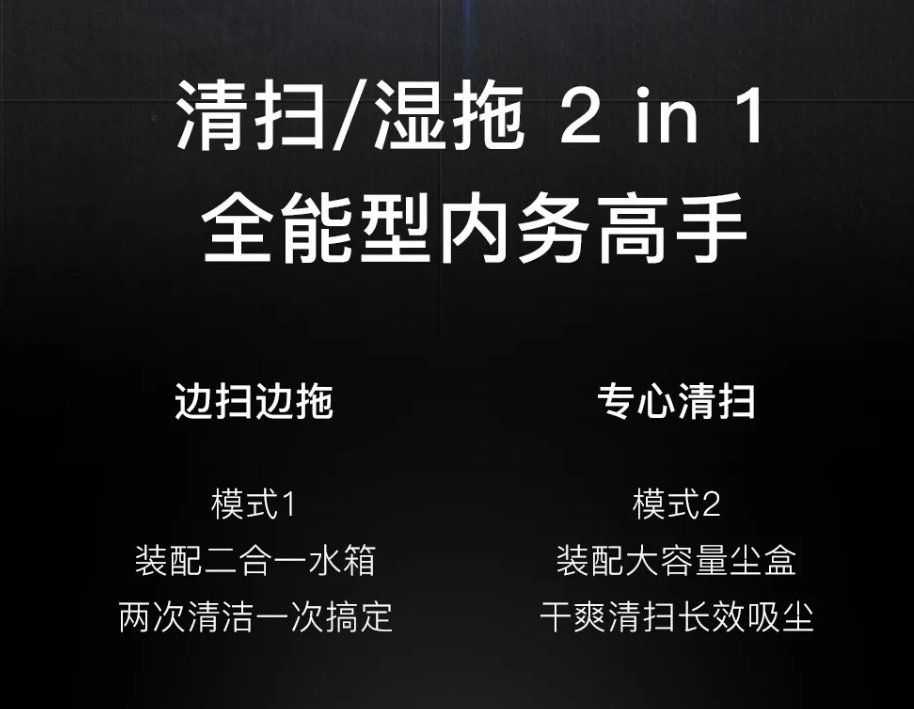 清扫/湿拖 2 in 1
全能型内务高手
边扫边拖
模式1
装配二合一水箱
两次清洁一次搞定
专心清扫
模式2
装配大容量尘盒
干爽清扫长效吸尘